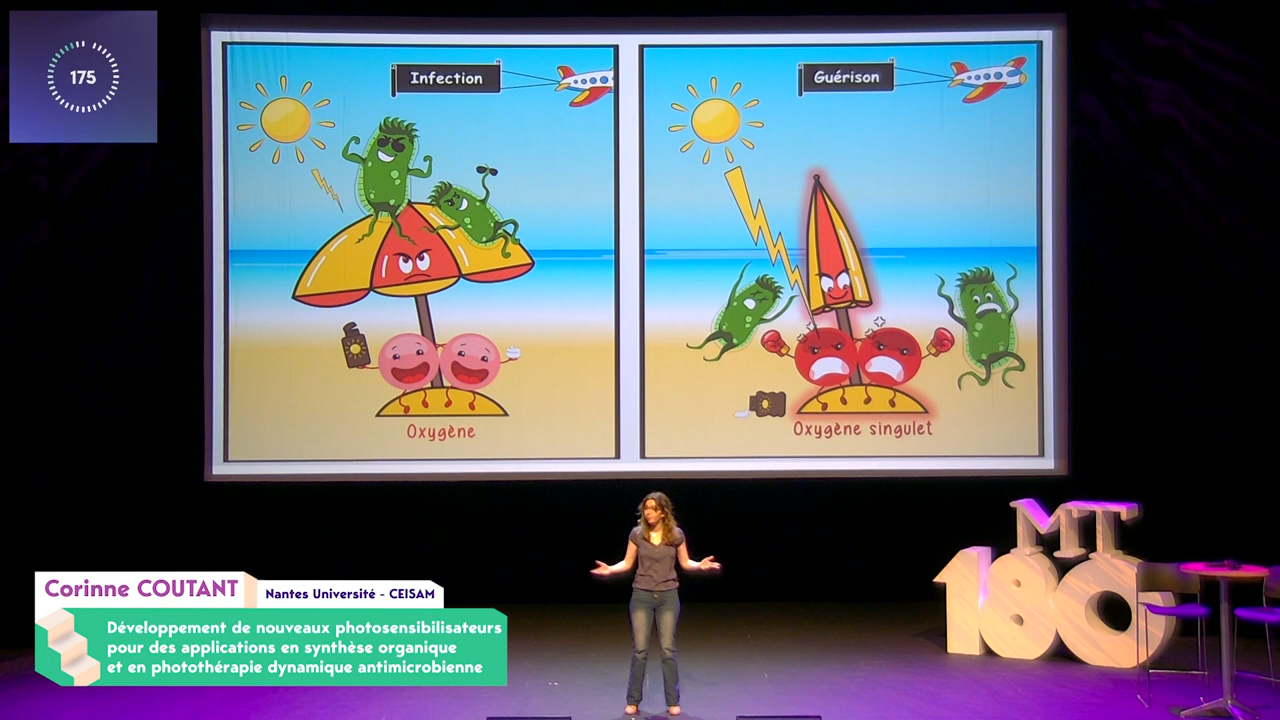 175
Infection
Guérison
Oxygène
Oxygène singulet
MT
180
Corinne COUTANT
Nantes Université - CEISAM
Développement de nouveaux photosensibilisateurs
pour des applications en synthèse organique
et en photothérapie dynamique antimicrobienne